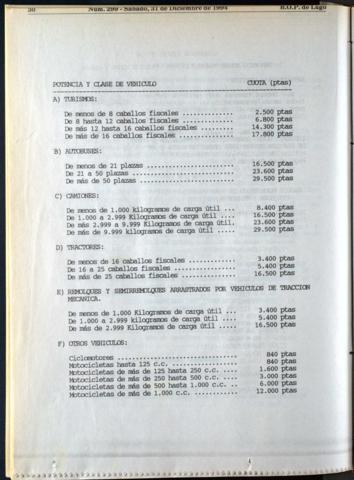 30 Núm. 299 - Sábado, 31 de Diciembre de 1994 B.O.P. de Lugo
POTENCIA Y CLASE DE VEHICULO CUOTA (ptas)
A) TURISMOS:
De menos de 8 caballos fiscales ............. 2.500 ptas
De 8 hasta 12 caballos fiscales ............. 6.800 ptas
De más 12 hasta 16 caballos fiscales ........ 14.300 ptas
De más de 16 caballos fiscales .............. 17.800 ptas
B) AUTOBUSES:
De menos de 21 plazas ...................... 16.500 ptas
De 21 a 50 plazas .......................... 23.600 ptas
De más de 50 plazas ........................ 29.500 ptas
C) CAMIONES:
De menos de 1.000 kilogramos de carga útil ... 8.400 ptas
De 1.000 a 2.999 Kilogramos de carga útil ... 16.500 ptas
De más 2.999 a 9.999 Kilogramos de carga útil. 23.600 ptas
De más de 9.999 kilogramos de carga útil ..... 29.500 ptas
D) TRACTORES:
De menos de 16 caballos fiscales ............ 3.400 ptas
De 16 a 25 caballos fiscales ................ 5.400 ptas
De más de 25 caballos fiscales .............. 16.500 ptas
E) REMOLQUES Y SEMIRREMOLQUES ARRASTRADOS POR VEHICULOS DE TRACCION
MECANICA.
De menos de 1.000 Kilogramos de carga útil ... 3.400 ptas
De 1.000 a 2.999 kilogramos de carga útil .... 5.400 ptas
De más de 2.999 Kilogramos de carga útil ..... 16.500 ptas
F) OTROS VEHICULOS:
Ciclomotores ............................... 840 ptas
Motocicletas hasta 125 c.c. ................. 840 ptas
Motocicletas de más de 125 hasta 250 c.c. .... 1.600 ptas
Motocicletas de más de 250 hasta 500 c.c. .... 3.000 ptas
Motocicletas de más de 500 hasta 1.000 c.c. .. 6.000 ptas
Motocicletas de más de 1.000 c.c. ........... 12.000 ptas